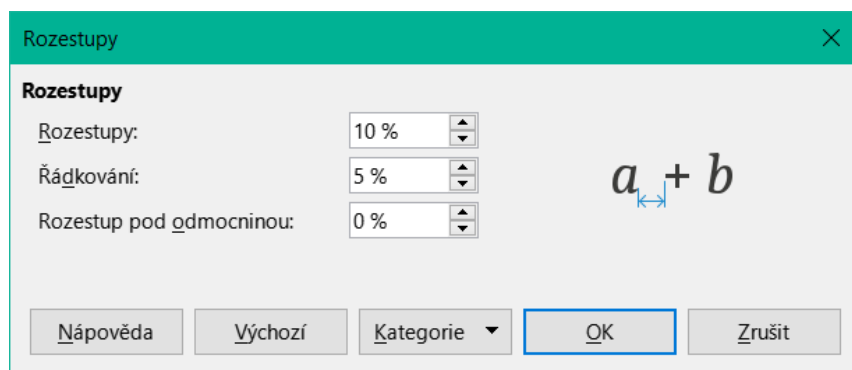 Rozestupy
Rozestupy
Rozestupy: 10 %
Řádkování: 5 %
Rozestup pod odmocninou: 0 %
a + b
Nápověda Výchozí Kategorie OK Zrušit